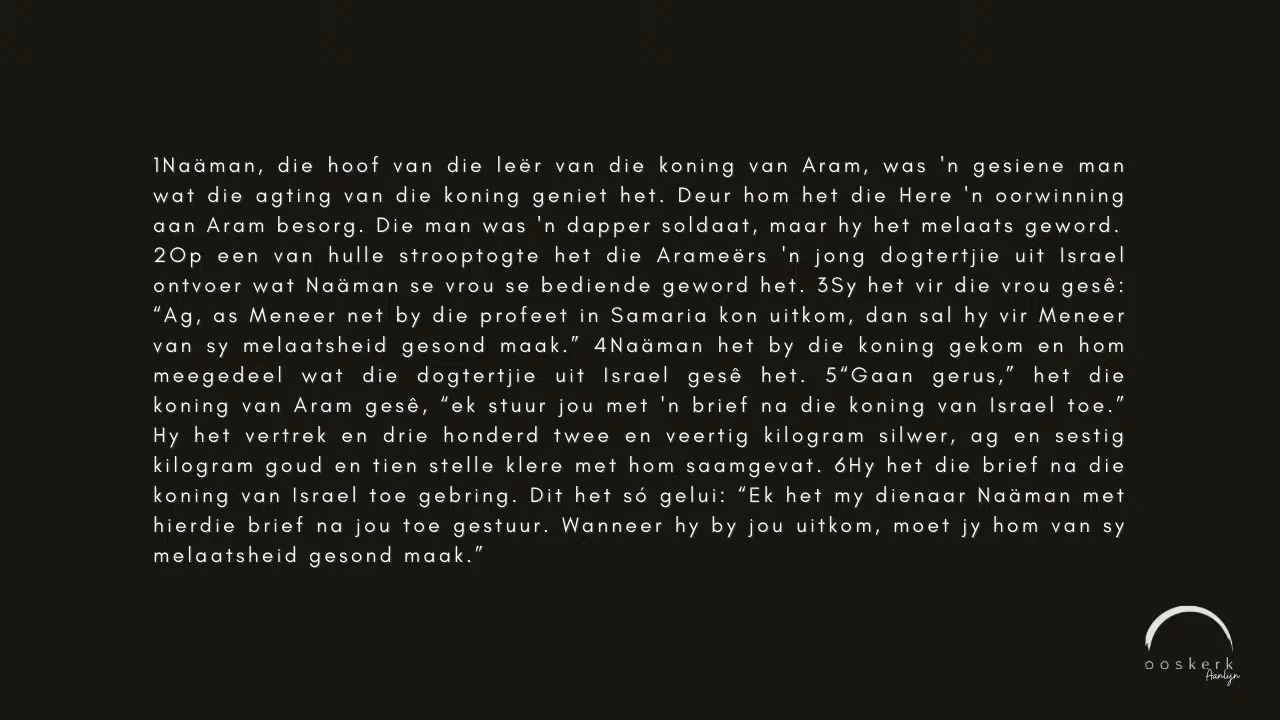 1Naäman, die hoof van die leër van die koning van Aram, was 'n gesiene man
wat die agting van die koning geniet het. Deur hom het die Here 'n oorwinning
aan Aram besorg. Die man was 'n dapper soldaat, maar hy het melaats geword.
2Op een van hulle strooptogte het die Arameërs 'n jong dogtertjie uit Israel
ontvoer wat Naäman se vrou se bediende geword het. 3Sy het vir die vrou gesê:
“Ag, as Meneer net by die profeet in Samaria kon uitkom, dan sal hy vir Meneer
van sy melaatsheid gesond maak.” 4Naäman het by die koning gekom en hom
meegedeel wat die dogtertjie uit Israel gesê het. 5“Gaan gerus,” het die
koning van Aram gesê, “ek stuur jou met 'n brief na die koning van Israel toe.”
Hy het vertrek en drie honderd twee en veertig kilogram silwer, ag en sestig
kilogram goud en tien stelle klere met hom saamgevat. 6Hy het die brief na die
koning van Israel toe gebring. Dit het só gelui: “Ek het my dienaar Naäman met
hierdie brief na jou toe gestuur. Wanneer hy by jou uitkom, moet jy hom van sy
melaatsheid gesond maak.”
ooskerk
Aanlyn